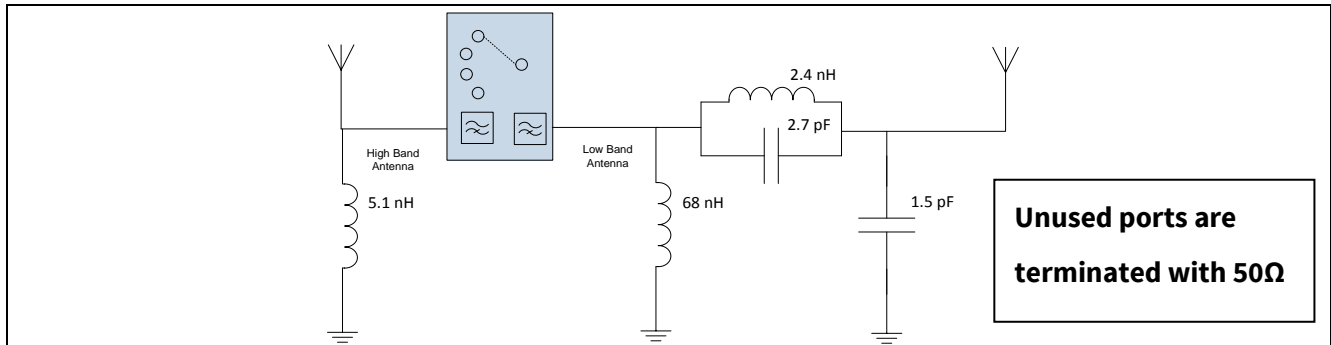 2.4 nH
2.7 pF
High Band
Antenna
Low Band
Antenna
5.1 nH
68 nH
1.5 pF
Unused ports are
terminated with 50Ω